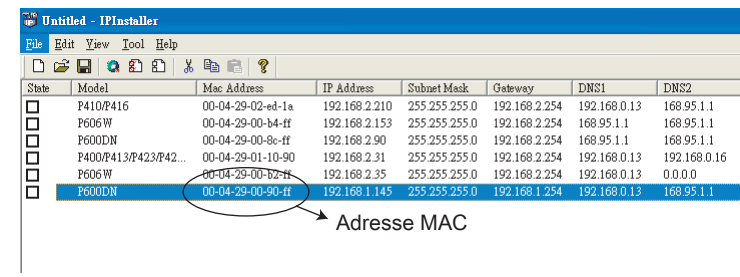 Untitled - IPInstaller
File Edit View Tool Help
State Model Mac Address IP Address Subnet Mask Gateway DNS1 DNS2
P410/P416 00-04-29-02-ed-1a 192.168.2.210 255.255.255.0 192.168.2.254 192.168.0.13 168.95.1.1
P606W 00-04-29-00-b4-ff 192.168.2.153 255.255.255.0 192.168.2.254 168.95.1.1 168.95.1.1
P600DN 00-04-29-00-8c-ff 192.168.2.90 255.255.255.0 192.168.2.254 192.168.0.13 168.95.1.1
P400/P413/P423/P42... 00-04-29-01-10-90 192.168.2.31 255.255.255.0 192.168.2.254 192.168.0.13 192.168.0.16
P606W 00-04-29-00-b2-ff 192.168.2.35 255.255.255.0 192.168.2.254 192.168.0.13 0.0.0.0
P600DN 00-04-29-00-90-ff 192.168.1.145 255.255.255.0 192.168.1.254 192.168.0.13 168.95.1.1
Adresse MAC